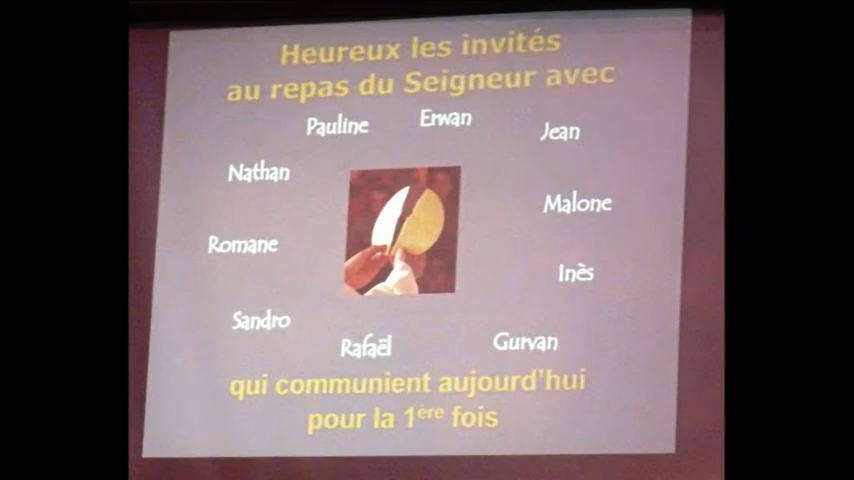 Heureux les invités
au repas du Seigneur avec
Pauline Erwan Jean
Nathan
Malone
Romane
Inès
Sandro
Rafaël Gurvan
qui communient aujourd'hui
pour la 1ère fois